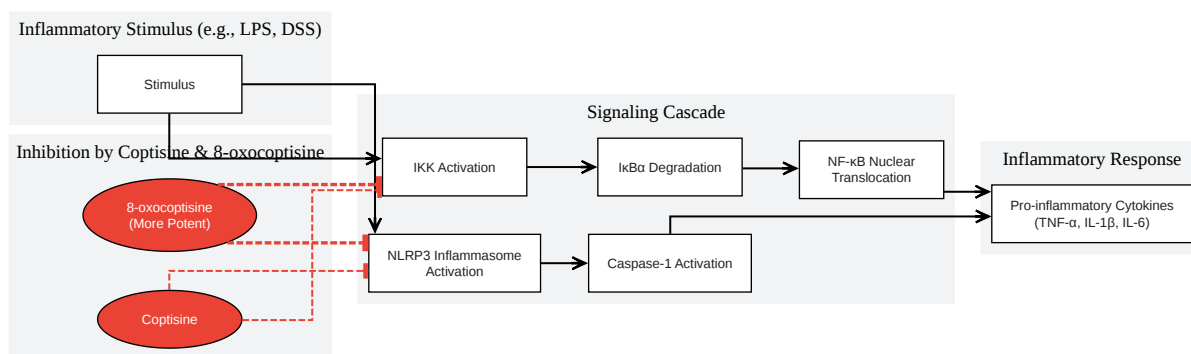 Inflammatory Stimulus (e.g., LPS, DSS)
Stimulus
Inhibition by Coptisine & 8-oxocoptisine
8-oxocoptisine
(More Potent)
Coptisine
Signaling Cascade
IKK Activation
IκBα Degradation
NF-κB Nuclear
Translocation
NLRP3 Inflammasome
Activation
Caspase-1 Activation
Inflammatory Response
Pro-inflammatory Cytokines
(TNF-α, IL-1β, IL-6)